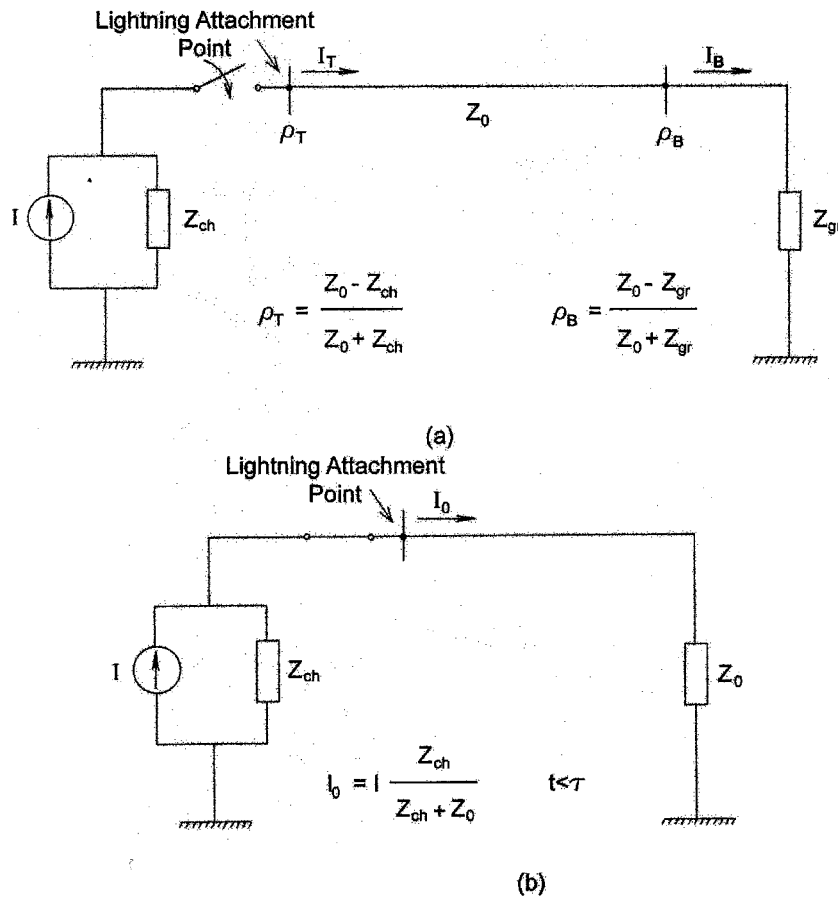 Lightning Attachment
Point
I_T
I_B
ρ_T
Z_0
ρ_B
I
Z_ch
Z_gr
ρ_T = (Z_0 - Z_ch) / (Z_0 + Z_ch)
ρ_B = (Z_0 - Z_gr) / (Z_0 + Z_gr)
(a)
Lightning Attachment
Point
I_0
I
Z_ch
Z_0
I_0 = I Z_ch / (Z_ch + Z_0)
t<τ
(b)